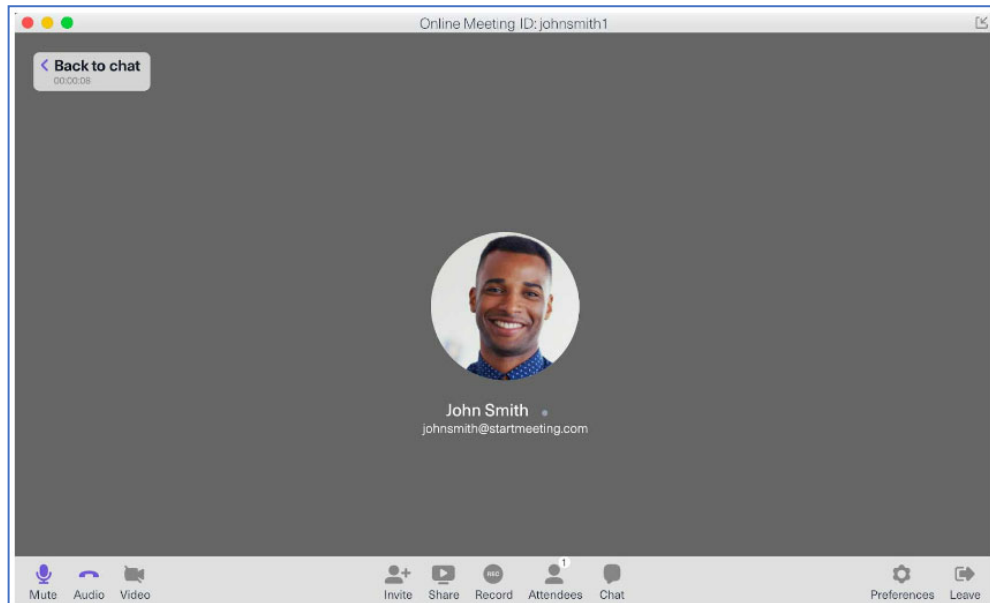 Online Meeting ID: johnsmith1
Back to chat
00:00:08
John Smith
johnsmith@startmeeting.com
REC
1
Mute Audio Video Invite Share Record Attendees Chat Preferences Leave